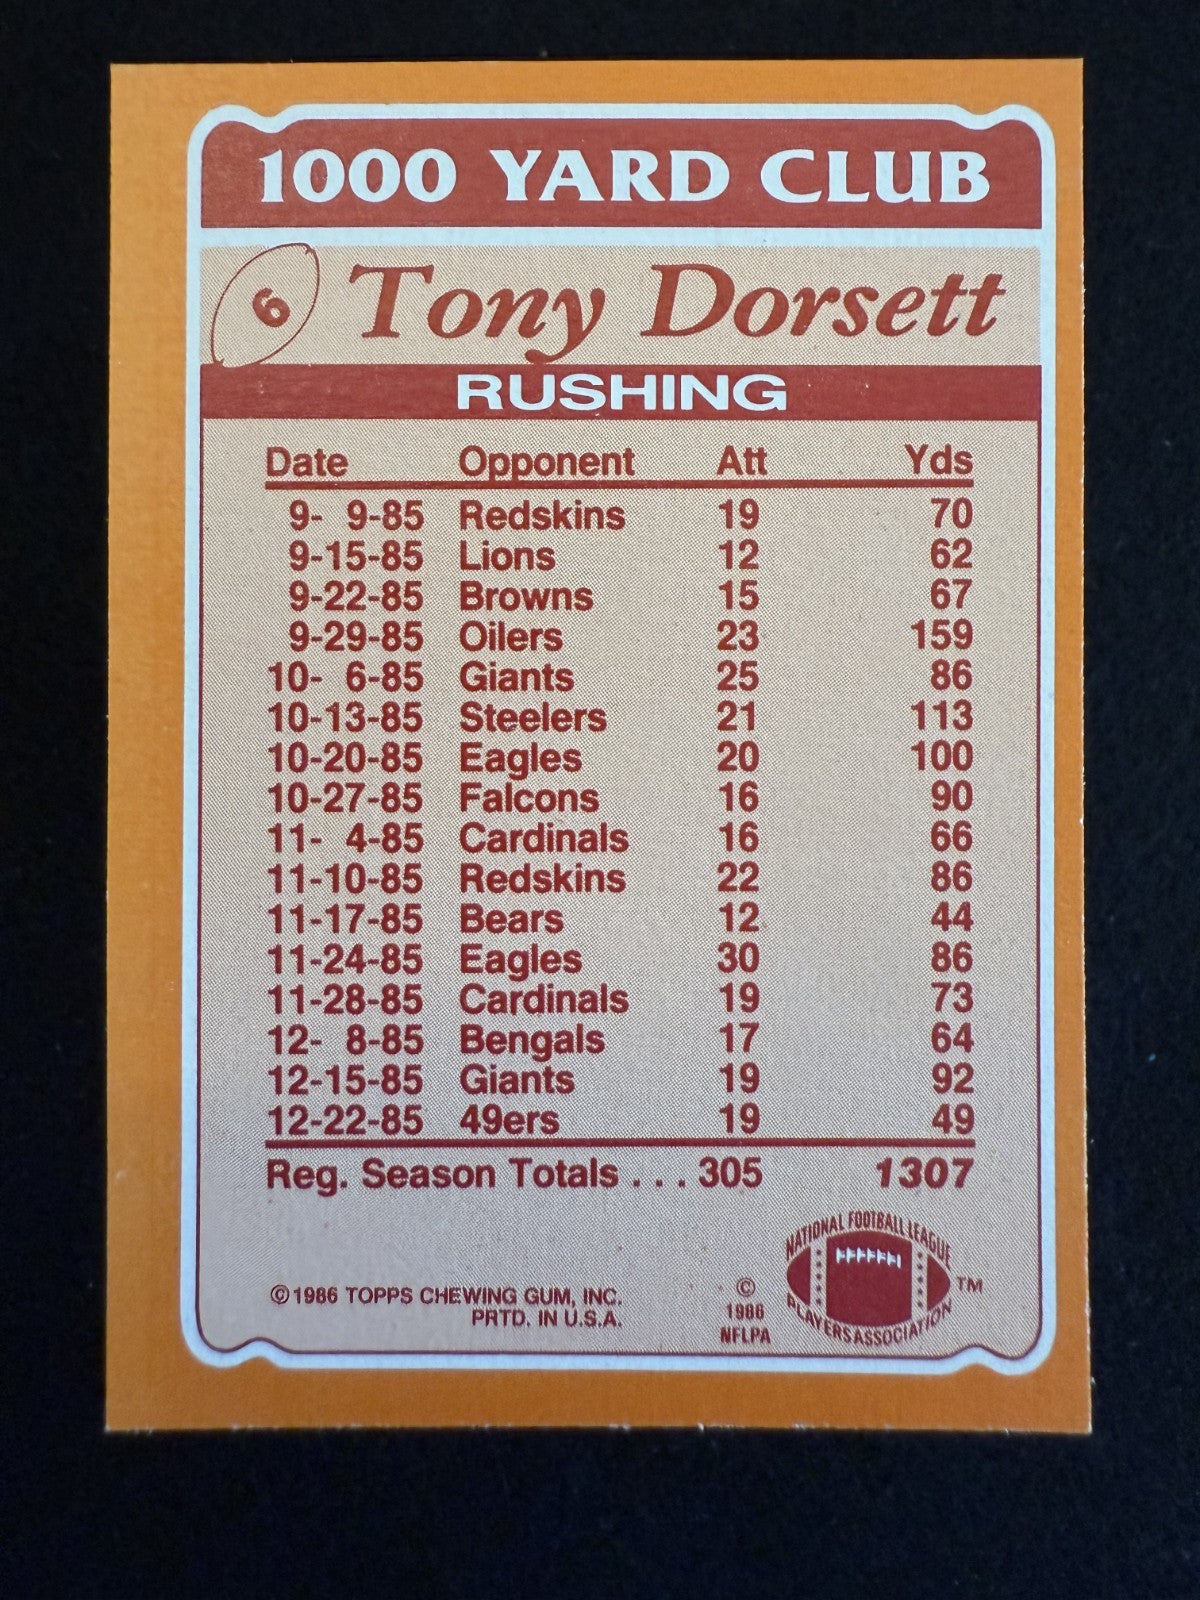 1000 YARD CLUB
6 Tony Dorsett
RUSHING
Date Opponent Att Yds
9- 9-85 Redskins 19 70
9-15-85 Lions 12 62
9-22-85 Browns 15 67
9-29-85 Oilers 23 159
10- 6-85 Giants 25 86
10-13-85 Steelers 21 113
10-20-85 Eagles 20 100
10-27-85 Falcons 16 90
11- 4-85 Cardinals 16 66
11-10-85 Redskins 22 86
11-17-85 Bears 12 44
11-24-85 Eagles 30 86
11-28-85 Cardinals 19 73
12- 8-85 Bengals 17 64
12-15-85 Giants 19 92
12-22-85 49ers 19 49
Reg. Season Totals . . . 305 1307
© 1986 TOPPS CHEWING GUM, INC.
PRTD. IN U.S.A.
©
1986
NFLPA
NATIONAL FOOTBALL LEAGUE
PLAYERS ASSOCIATION
TM